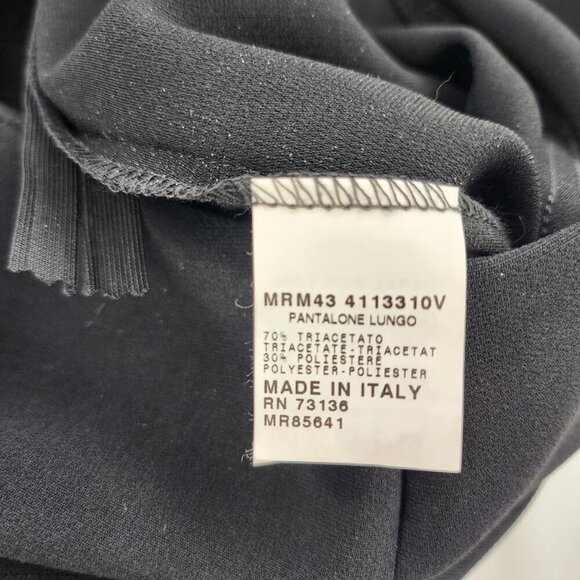 MRM43 4113310V
PANTALONE LUNGO
70% TRIACETATO
TRIACETATE-TRIACETAT
30% POLIESTERE
POLYESTER-POLIESTER
MADE IN ITALY
RN 73136
MR85641